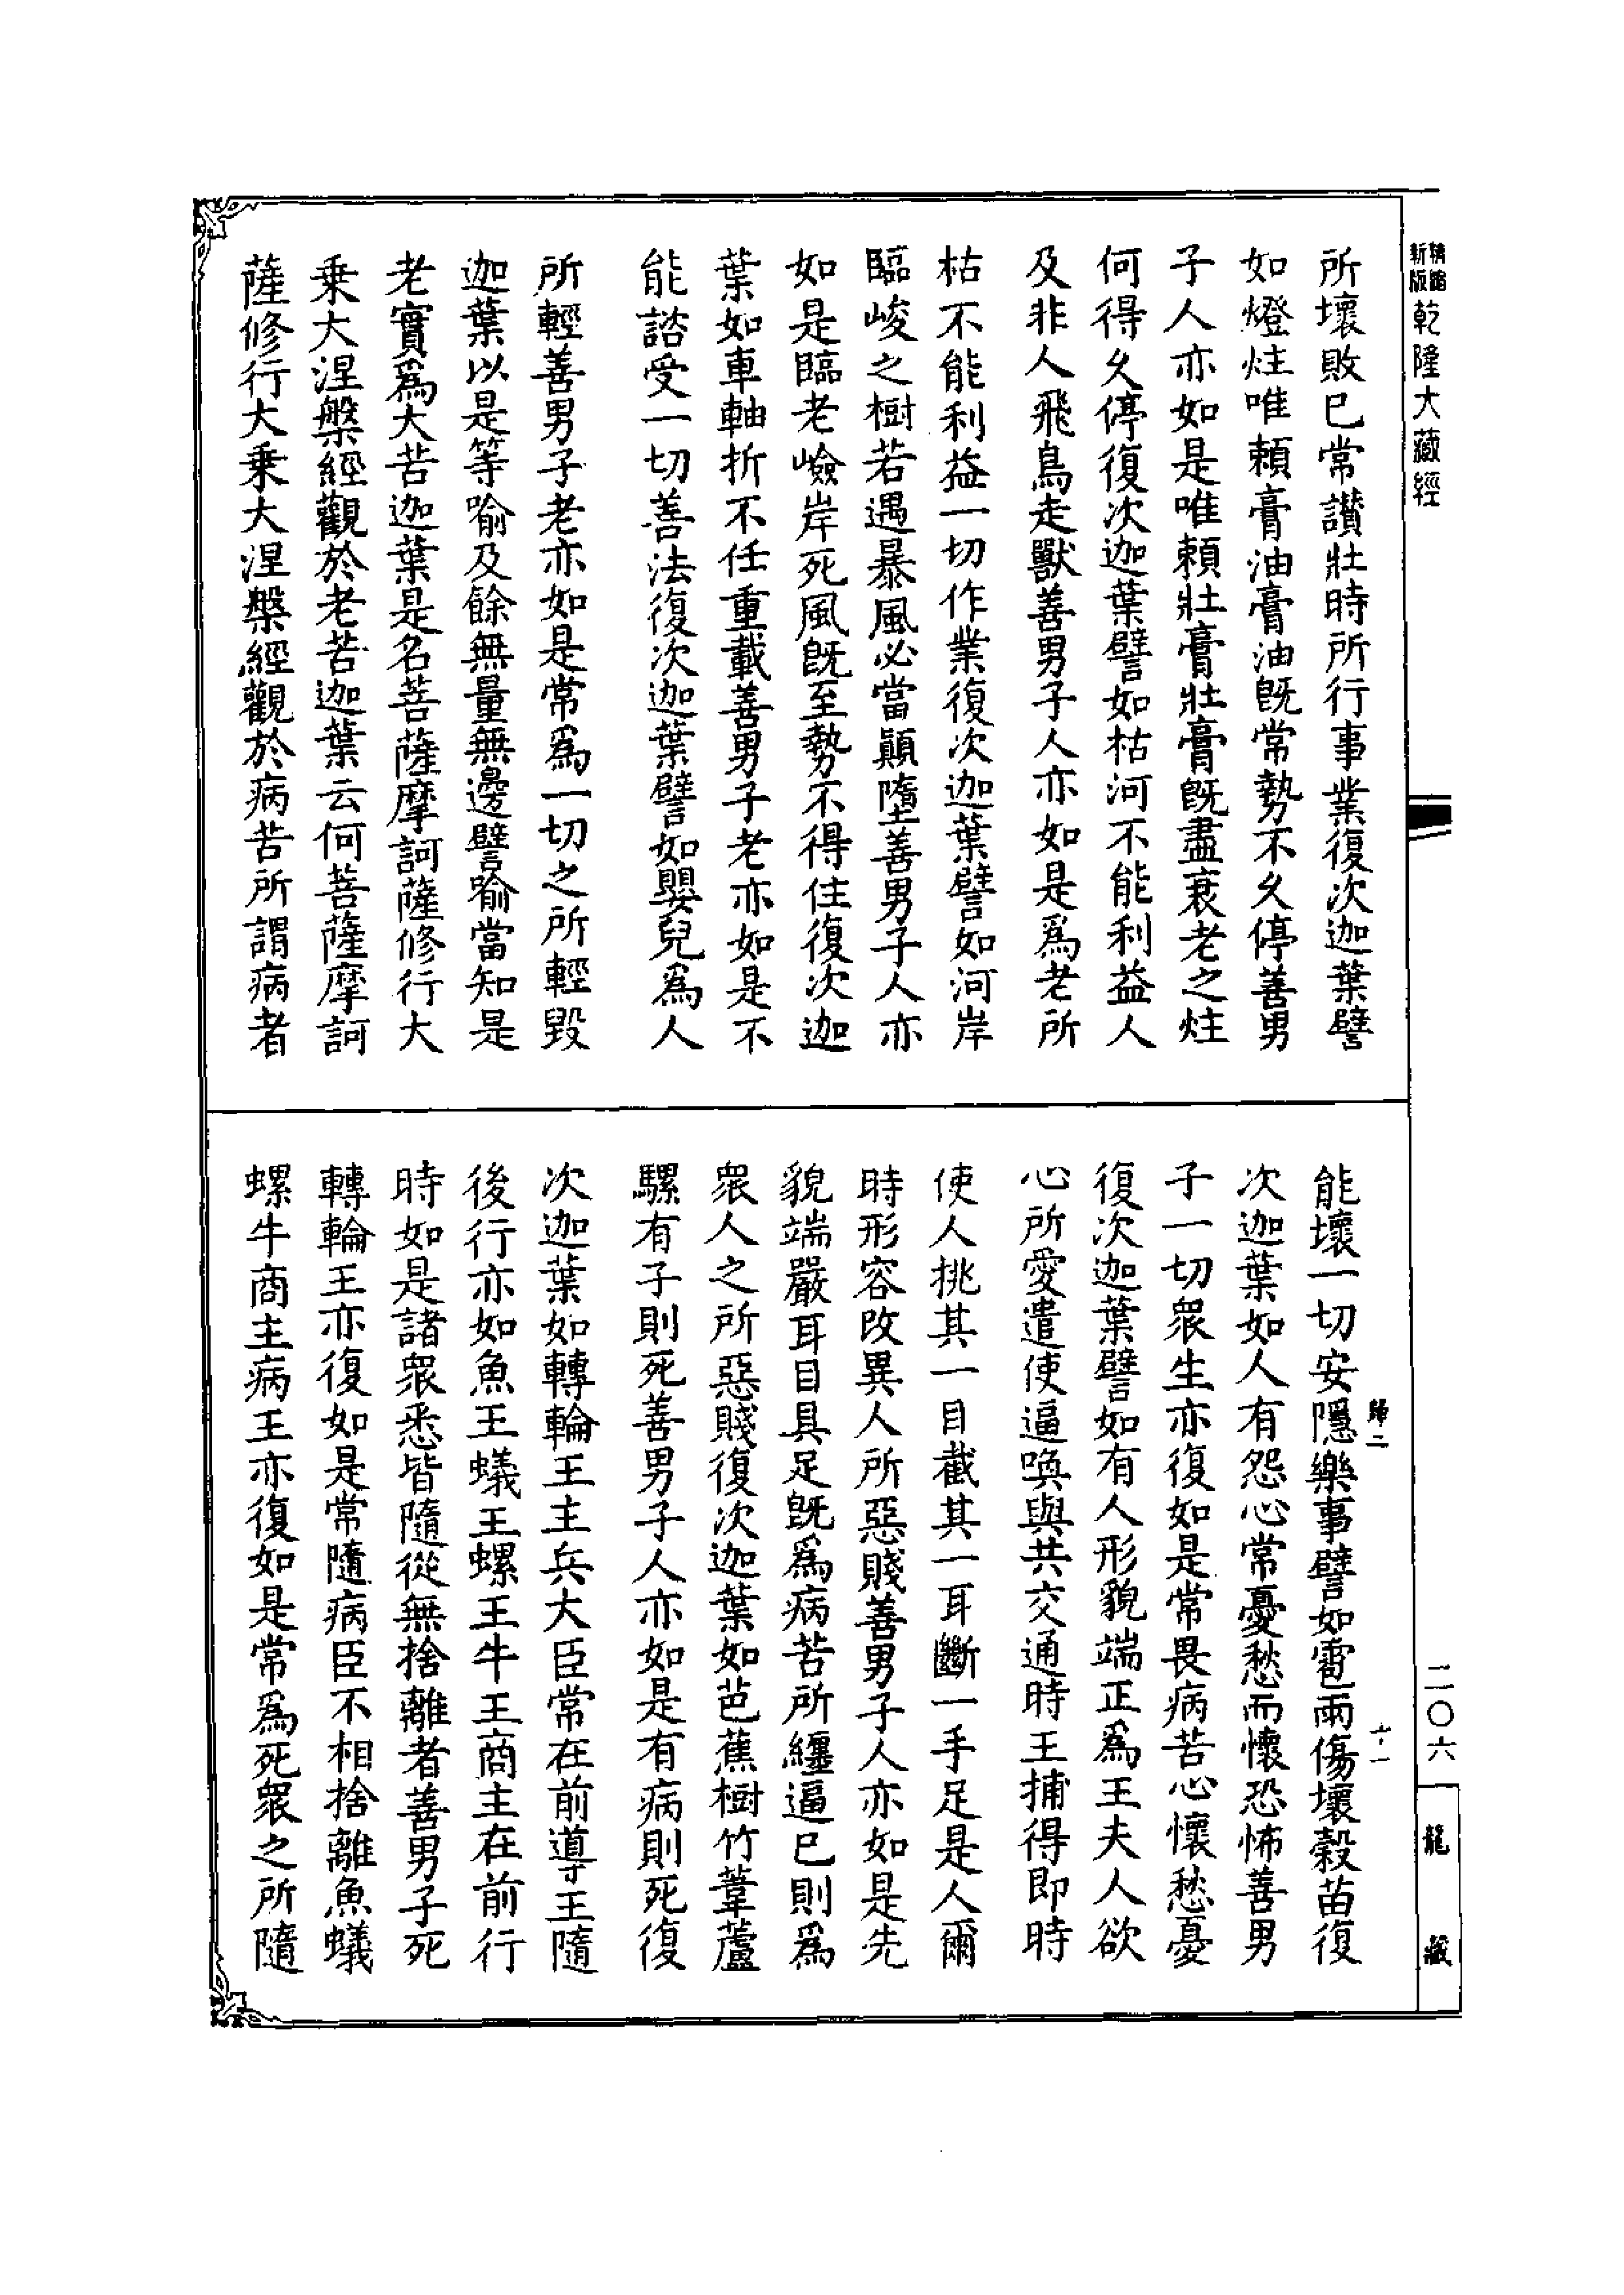 精縮新版乾隆大藏經
所壞敗已常讚壯時所行事業復次迦葉譬
如燈炷唯賴膏油膏油既常勢不久停善男
子人亦如是唯賴壯膏壯膏既盡衰老之炷
何得久停復次迦葉譬如枯河不能利益人
及非人飛鳥走獸善男子人亦如是爲老所
枯不能利益一切作業復次迦葉譬如河岸
臨峻之樹若遇暴風必當顛墮善男子人亦
如是臨老嶮岸死風既至勢不得住復次迦
葉如車軸折不任重載善男子老亦如是不
能諮受一切善法復次迦葉譬如嬰兒爲人
所輕善男子老亦如是常爲一切之所輕毀
迦葉以是等喻及餘無量無邊譬喻當知是
老實爲大苦迦葉是名菩薩摩訶薩修行大
乗大涅槃經觀於老苦迦葉云何菩薩摩訶
薩修行大乗大涅槃經觀於病苦所謂病者
能壞一切安隱樂事譬如雹雨傷壞穀苗復
歸二
十一
次迦葉如人有怨心常憂愁而懷恐怖善男
子一切衆生亦復如是常畏病苦心懷愁憂
復次迦葉譬如有人形貌端正爲王夫人欲
心所愛遣使逼喚與共交通時王捕得即時
使人挑其一目截其一耳斷一手足是人爾
時形容改異人所惡賤善男子人亦如是先
貌端嚴耳目具足既爲病苦所纏逼已則爲
衆人之所惡賤復次迦葉如芭蕉樹竹葦蘆
騾有子則死善男子人亦如是有病則死復
次迦葉如轉輪王主兵大臣常在前導王隨
後行亦如魚王蟻王螺王牛王商主在前行
時如是諸衆悉皆隨從無捨離者善男子死
轉輪王亦復如是常隨病臣不相捨離魚蟻
螺牛商主病王亦復如是常爲死衆之所隨
二〇六
龍藏